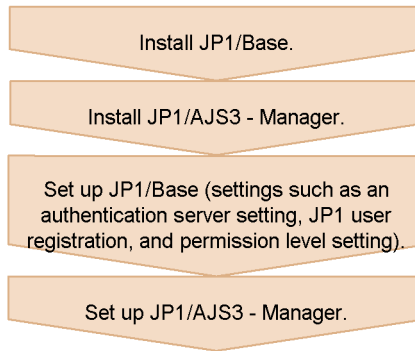 Install JP1/Base.
Install JP1/AJS3 - Manager.
Set up JP1/Base (settings such as an
authentication server setting, JP1 user
registration, and permission level setting).
Set up JP1/AJS3 - Manager.